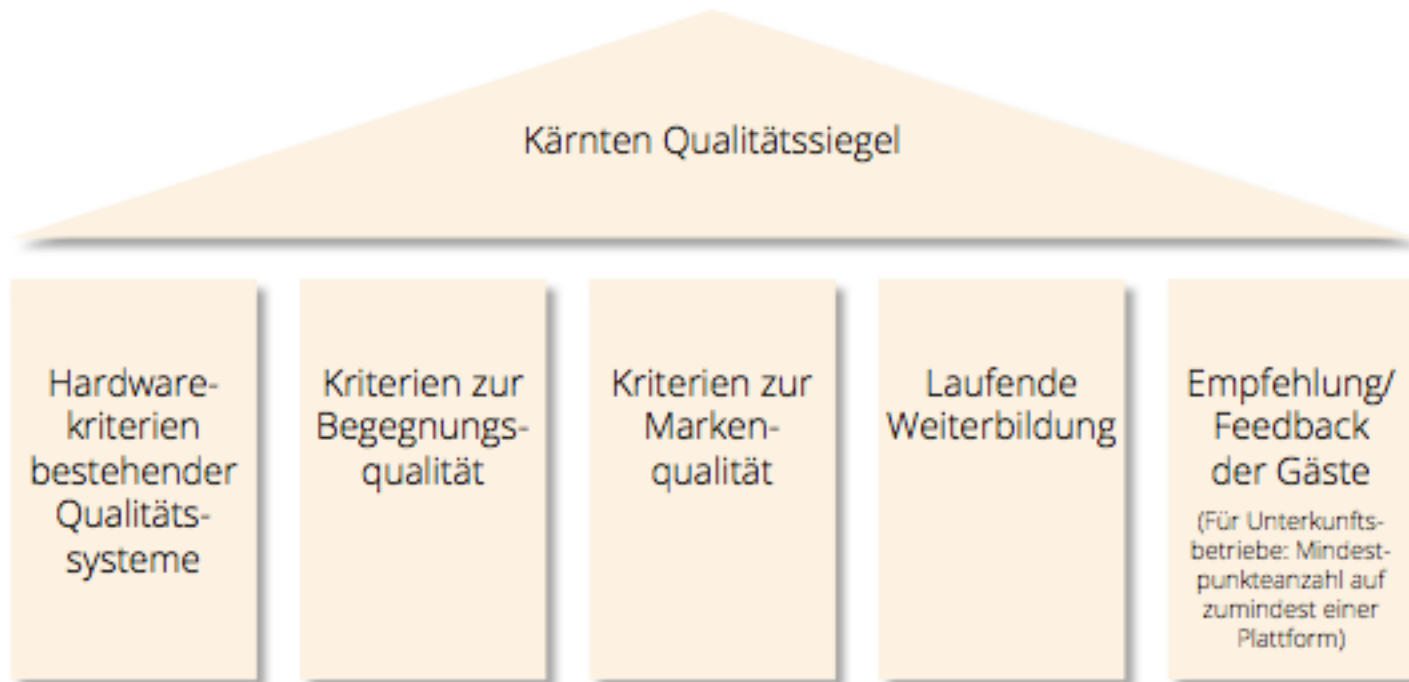 Kärnten Qualitätssiegel
Hardware-
kriterien
bestehender
Qualitäts-
systeme
Kriterien zur
Begegnungs-
qualität
Kriterien zur
Marken-
qualität
Laufende
Weiterbildung
Empfehlung/
Feedback
der Gäste
(Für Unterkunfts-
betriebe: Mindest-
punkteanzahl auf
zumindest einer
Plattform)